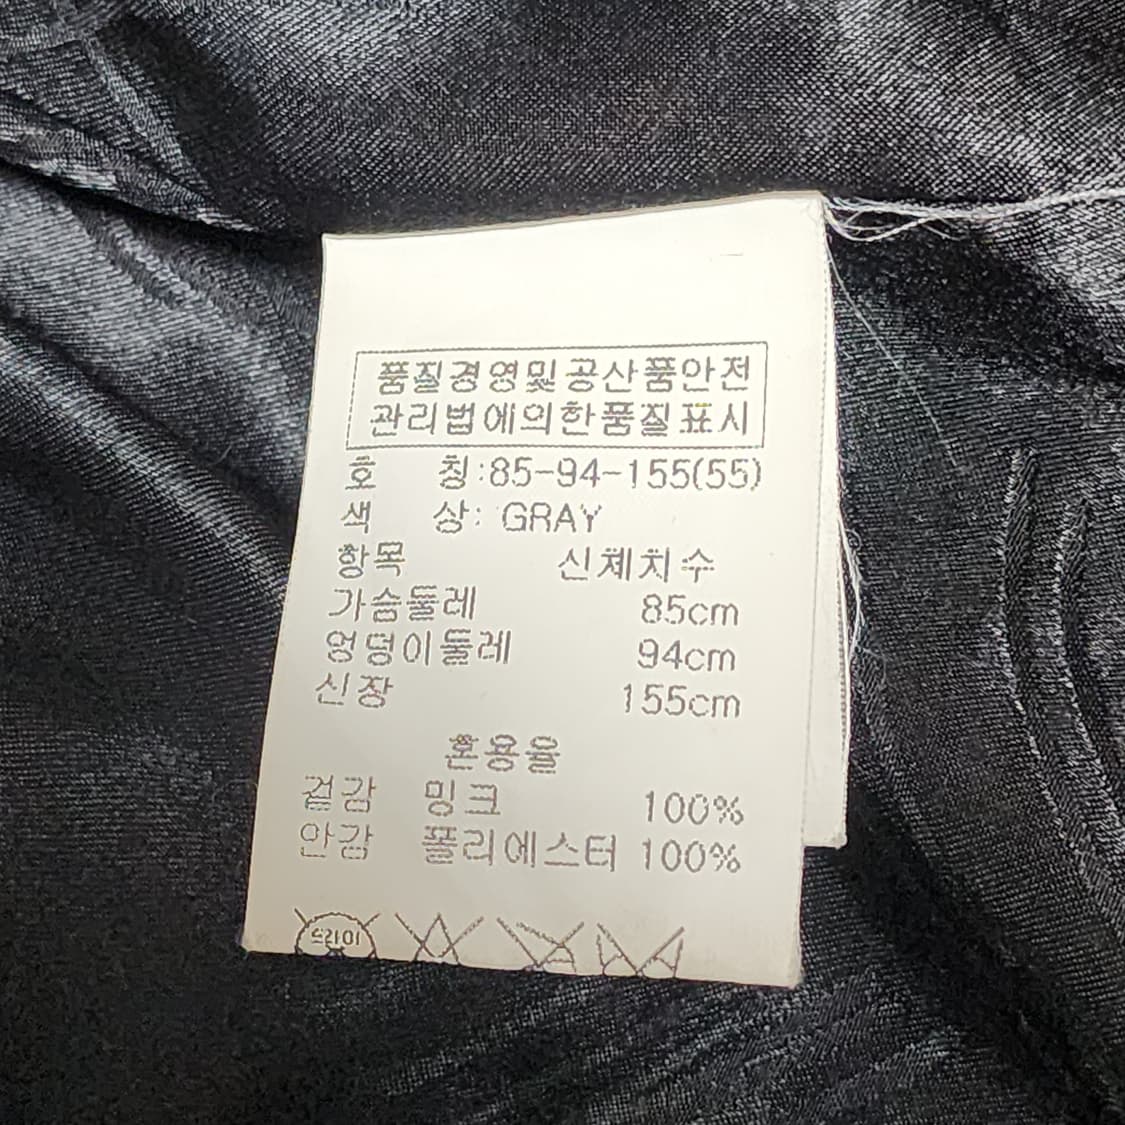 품질경영및공산품안전
관리법에의한품질표시
호 칭:85-94-155(55)
색 상: GRAY
항목 신체치수
가슴둘레 85cm
엉덩이둘레 94cm
신장 155cm
혼용율
겉감 밍크 100%
안감 폴리에스터 100%
드라이